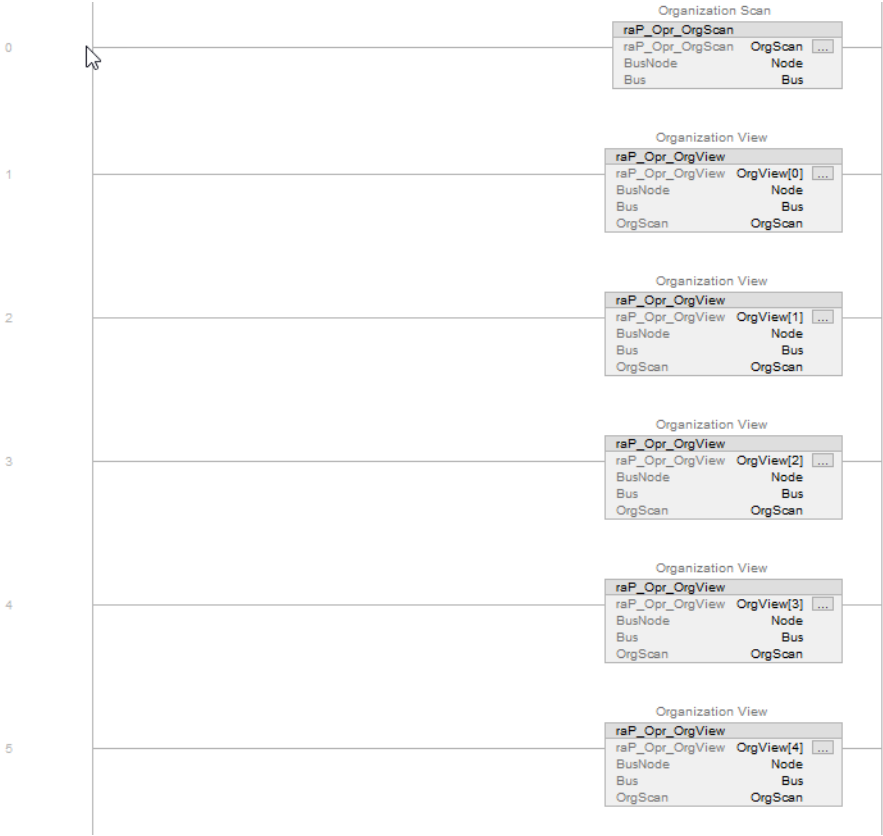 Organization Scan
raP_Opr_OrgScan
0 raP_Opr_OrgScan OrgScan ...
BusNode Node
Bus Bus
Organization View
raP_Opr_OrgView
1 raP_Opr_OrgView OrgView[0] ...
BusNode Node
Bus Bus
OrgScan OrgScan
Organization View
raP_Opr_OrgView
2 raP_Opr_OrgView OrgView[1] ...
BusNode Node
Bus Bus
OrgScan OrgScan
Organization View
raP_Opr_OrgView
3 raP_Opr_OrgView OrgView[2] ...
BusNode Node
Bus Bus
OrgScan OrgScan
Organization View
raP_Opr_OrgView
4 raP_Opr_OrgView OrgView[3] ...
BusNode Node
Bus Bus
OrgScan OrgScan
Organization View
raP_Opr_OrgView
5 raP_Opr_OrgView OrgView[4] ...
BusNode Node
Bus Bus
OrgScan OrgScan